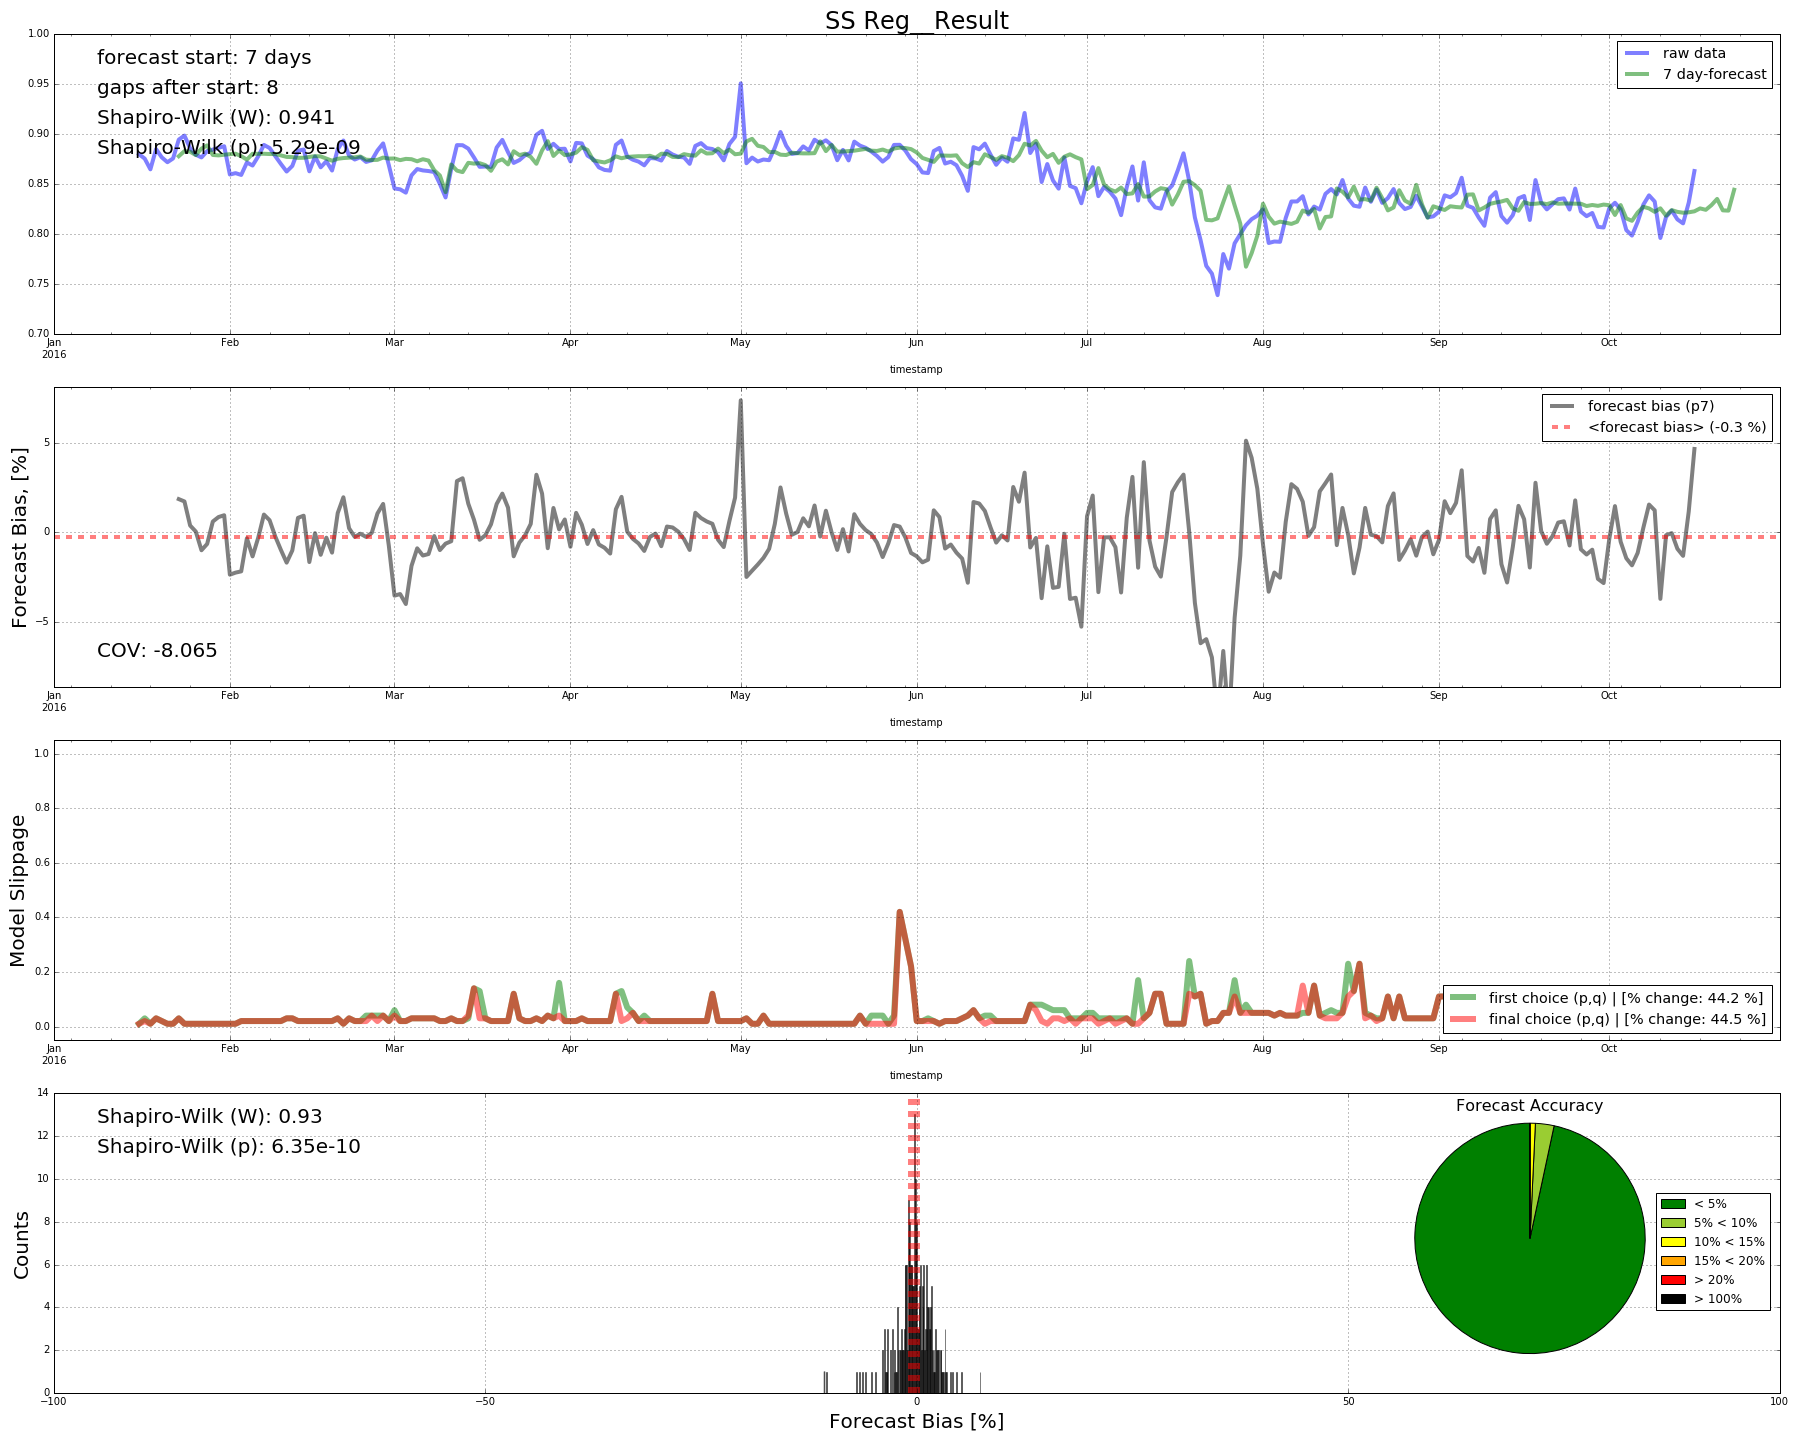 SS Reg__Result
1.00
0.95
0.90
0.85
0.80
0.75
0.70
forecast start: 7 days
gaps after start: 8
Shapiro-Wilk (W): 0.941
Shapiro-Wilk (p): 5.29e-09
raw data
7 day-forecast
Jan Feb Mar Apr May Jun Jul Aug Sep Oct
2016
timestamp
Forecast Bias, [%]
5
0
−5
forecast bias (p7)
<forecast bias> (-0.3 %)
COV: -8.065
Jan Feb Mar Apr May Jun Jul Aug Sep Oct
2016
timestamp
Model Slippage
1.0
0.8
0.6
0.4
0.2
0.0
first choice (p,q) | [% change: 44.2 %]
final choice (p,q) | [% change: 44.5 %]
Jan Feb Mar Apr May Jun Jul Aug Sep Oct
2016
timestamp
Counts
14
12
10
8
6
4
2
0
Shapiro-Wilk (W): 0.93
Shapiro-Wilk (p): 6.35e-10
Forecast Accuracy
< 5%
5% < 10%
10% < 15%
15% < 20%
> 20%
> 100%
−100 −50 0 50 100
Forecast Bias [%]